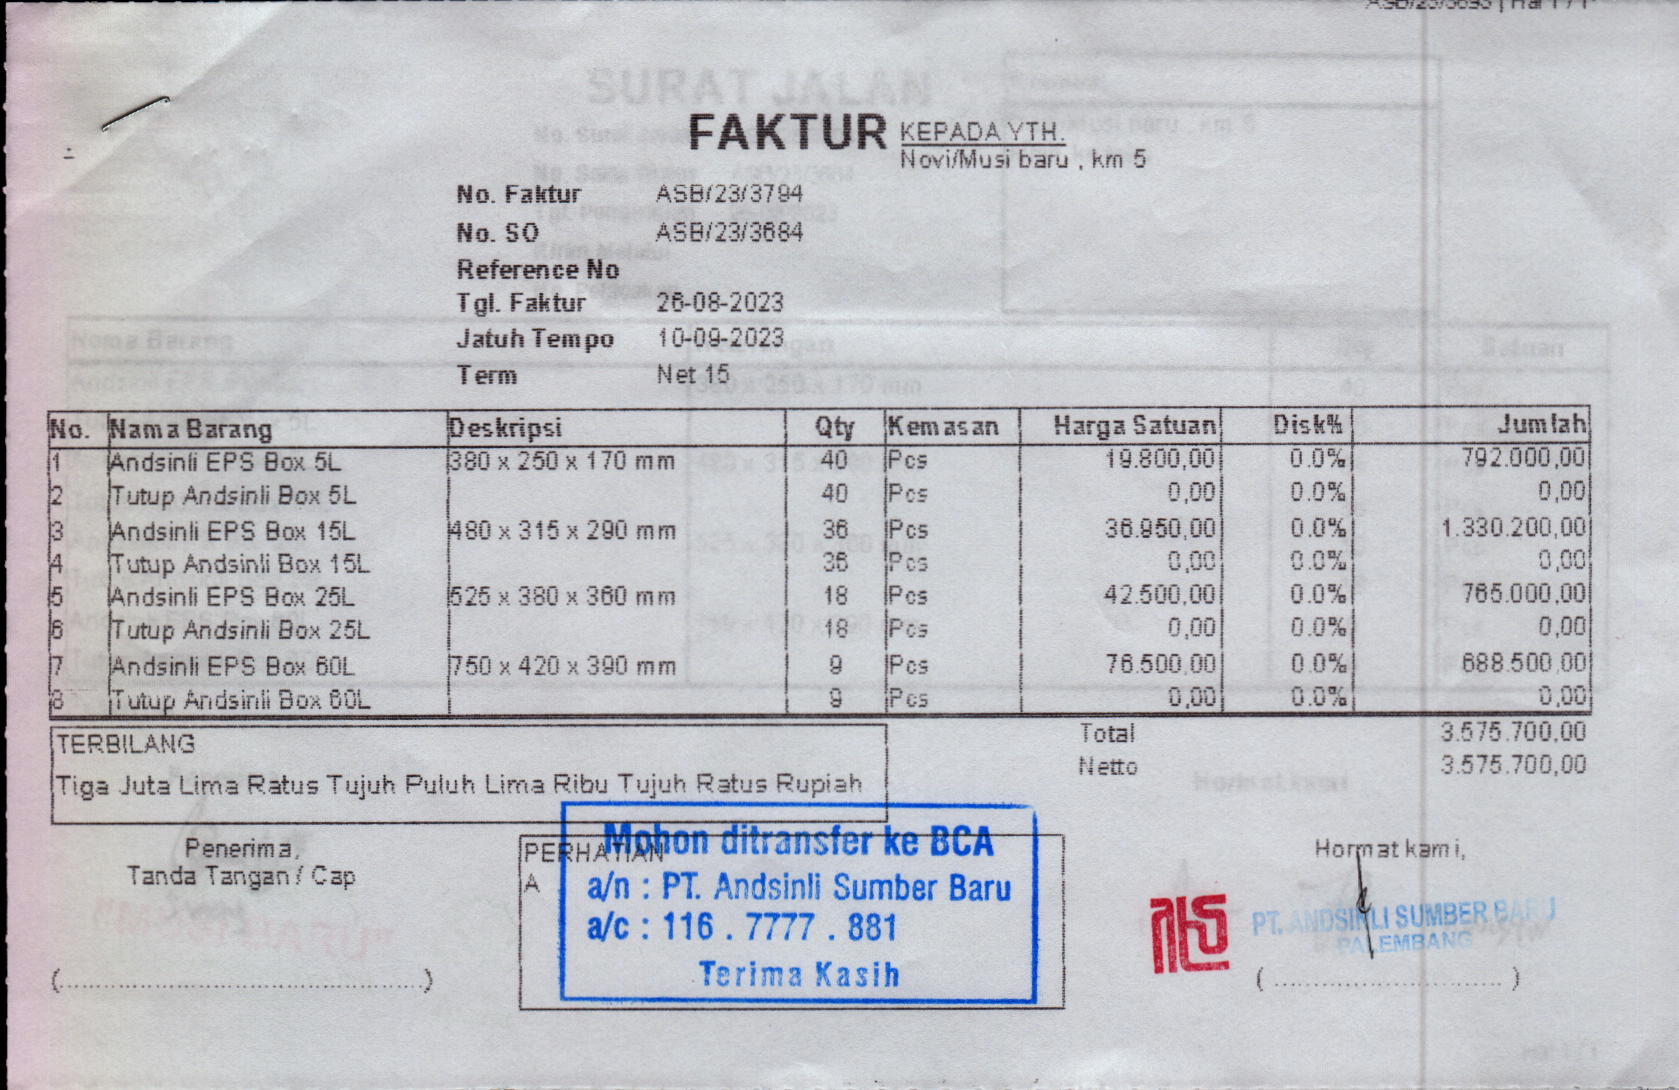 FAKTUR
KEPADA YTH.
Novi/Musi baru , km 5
No. Faktur ASB/23/3794
No. SO ASB/23/3684
Reference No
Tgl. Faktur 26-08-2023
Jatuh Tempo 10-09-2023
Term Net 15
No. Nama Barang Deskripsi Qty Kemasan Harga Satuan Disk% Jumlah
1 Andsinli EPS Box 5L 380 x 250 x 170 mm 40 Pcs 19.800,00 0.0% 792.000,00
2 Tutup Andsinli Box 5L 40 Pcs 0,00 0.0% 0,00
3 Andsinli EPS Box 15L 480 x 315 x 290 mm 36 Pcs 36.950,00 0.0% 1.330.200,00
4 Tutup Andsinli Box 15L 36 Pcs 0,00 0.0% 0,00
5 Andsinli EPS Box 25L 525 x 380 x 360 mm 18 Pcs 42.500,00 0.0% 765.000,00
6 Tutup Andsinli Box 25L 18 Pcs 0,00 0.0% 0,00
7 Andsinli EPS Box 60L 750 x 420 x 390 mm 9 Pcs 76.500,00 0.0% 688.500,00
8 Tutup Andsinli Box 60L 9 Pcs 0,00 0.0% 0,00
Total 3.575.700,00
Netto 3.575.700,00
TERBILANG
Tiga Juta Lima Ratus Tujuh Puluh Lima Ribu Tujuh Ratus Rupiah
Penerima,
Tanda Tangan / Cap
(..........................................)
PERHATIAN
A
Mohon ditransfer ke BCA
a/n : PT. Andsinli Sumber Baru
a/c : 116 . 7777 . 881
Terima Kasih
Hormat kami,
PT. ANDSINLI SUMBER BARU
PALEMBANG
( ............................ )